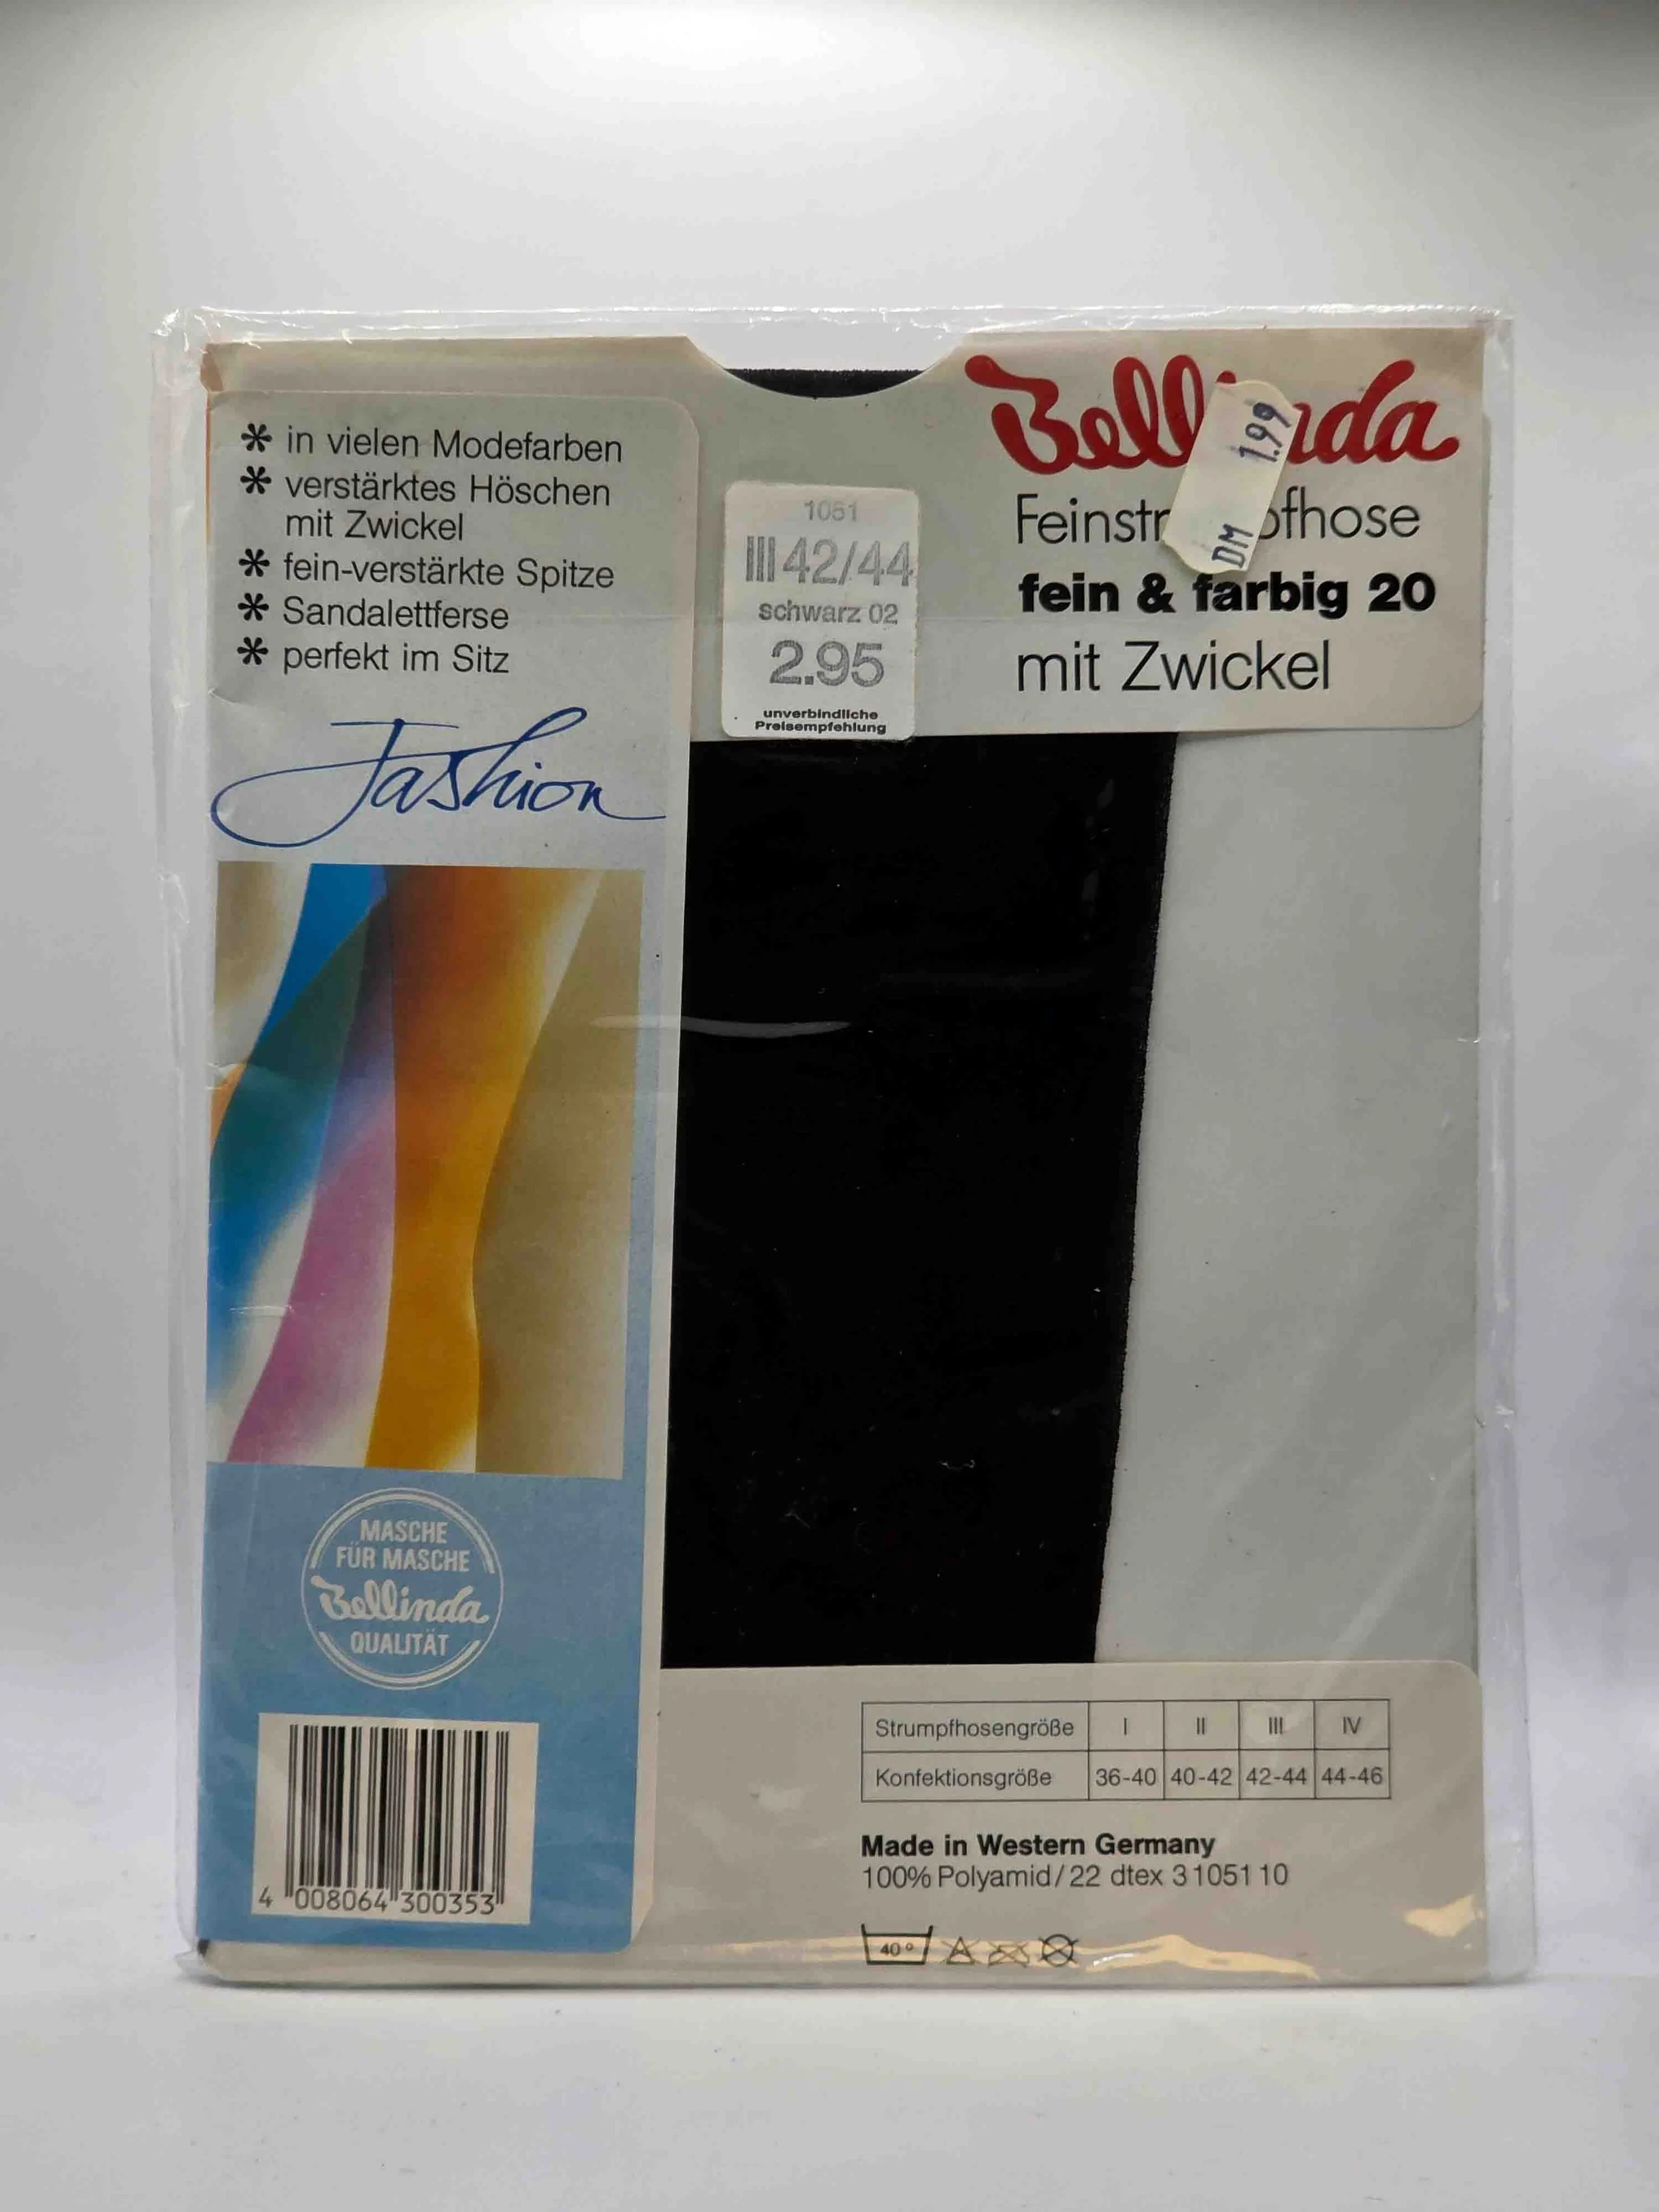 * in vielen Modefarben
* verstärktes Höschen
mit Zwickel
* fein-verstärkte Spitze
* Sandalettferse
* perfekt im Sitz
Fashion
MASCHE
FÜR MASCHE
Bellinda
QUALITÄT
4 008064 300353
1051
III 42/44
schwarz 02
2.95
unverbindliche
Preisempfehlung
Bellinda
DM 1.99
Feinstrumpfhose
fein & farbig 20
mit Zwickel
Strumpfhosengröße I II III IV
Konfektionsgröße 36-40 40-42 42-44 44-46
Made in Western Germany
100% Polyamid/22 dtex 3105110
40°